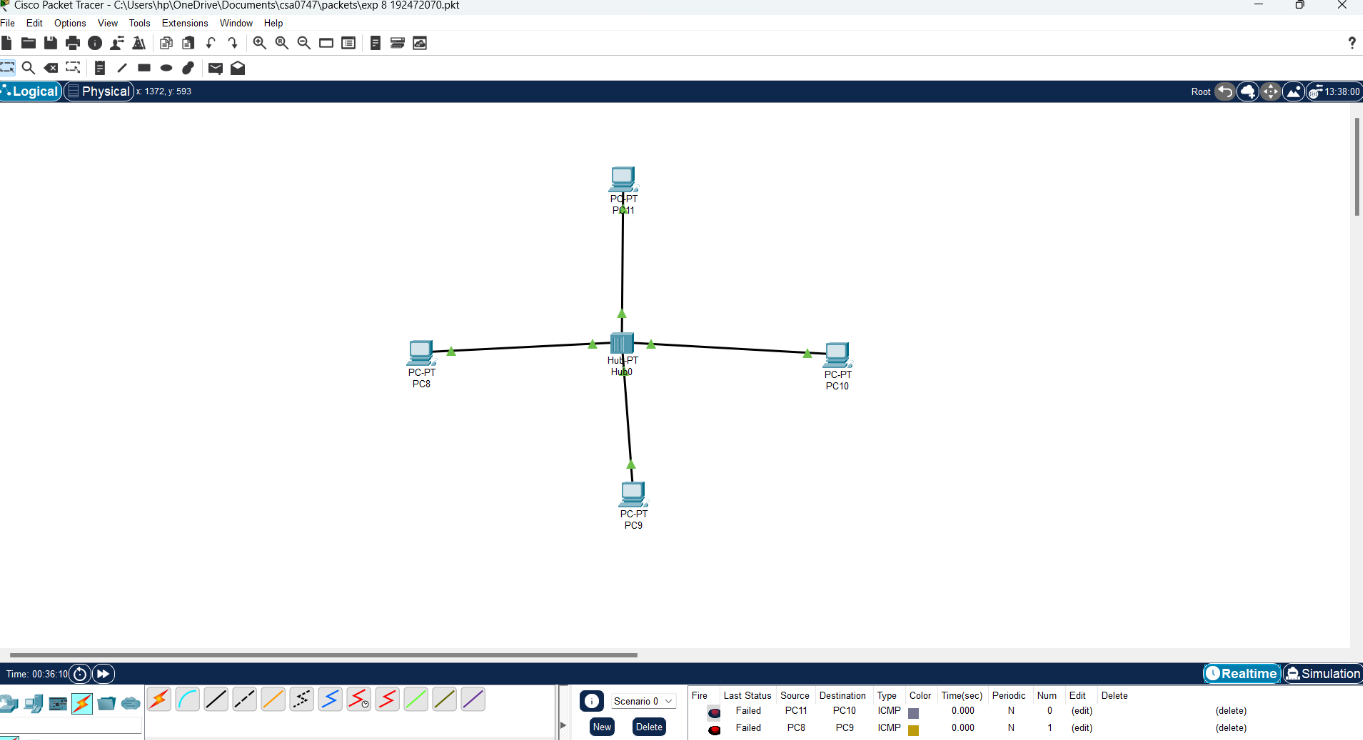 Cisco Packet Tracer - C:\Users\hp\OneDrive\Documents\csa0747\packets\exp 8 192472070.pkt
File Edit Options View Tools Extensions Window Help
?
Logical Physical x: 1372, y: 593 Root 13:38:00
PC-PT
PC11
Hub-PT
Hub0
PC-PT
PC8
PC-PT
PC10
PC-PT
PC9
Time: 00:36:10 Realtime Simulation
Scenario 0
New Delete
Fire Last Status Source Destination Type Color Time(sec) Periodic Num Edit Delete
Failed PC11 PC10 ICMP 0.000 N 0 (edit) (delete)
Failed PC8 PC9 ICMP 0.000 N 1 (edit) (delete)